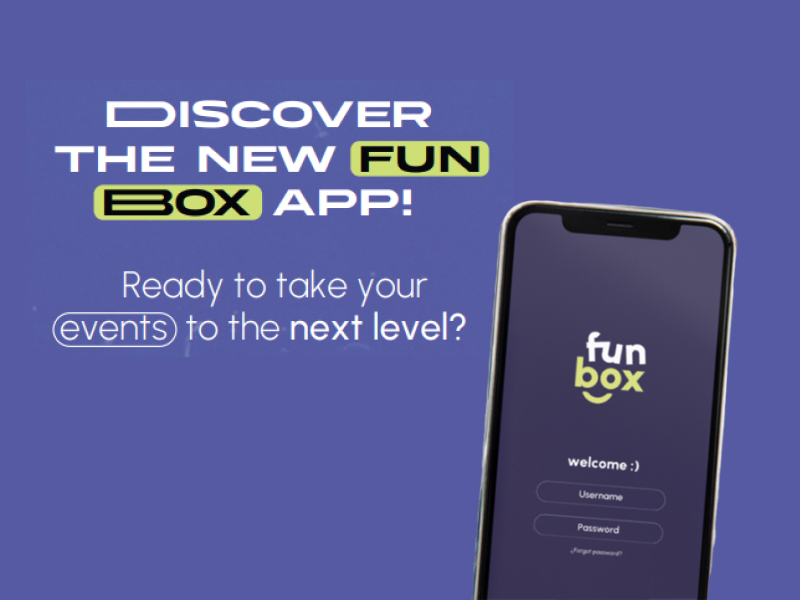 DISCOVER
THE NEW FUN
BOX APP!
Ready to take your
events to the next level?
fun
box
welcome :)
Username
Password
¿Forgot password?